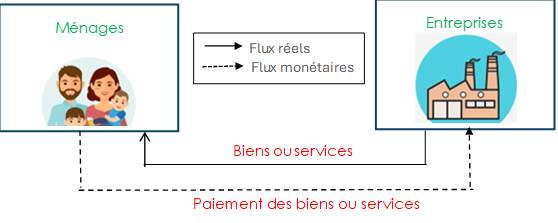 Ménages
Entreprises
Flux réels
Flux monétaires
Biens ou services
Paiement des biens ou services